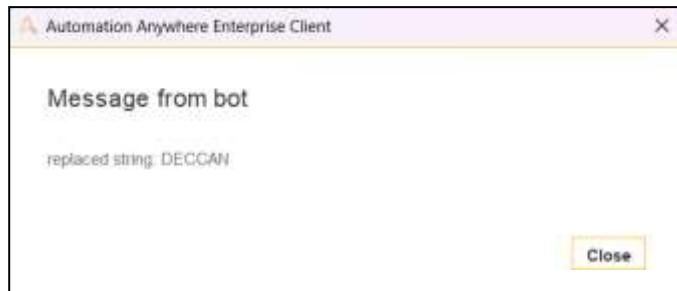 Automation Anywhere Enterprise Client
Message from bot
replaced string: DECCAN
Close